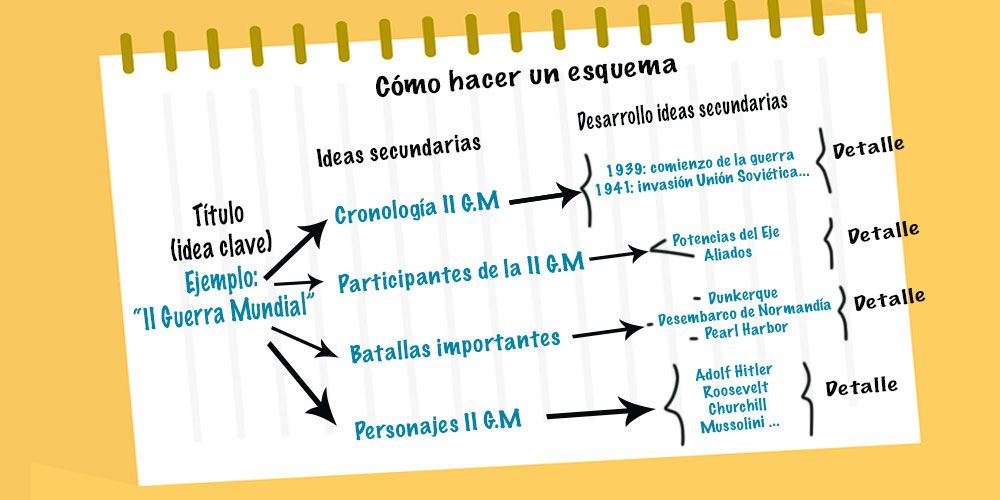 Cómo hacer un esquema
Desarrollo ideas secundarias
Ideas secundarias
Título
(idea clave)
Ejemplo:
"II Guerra Mundial"
Cronología II G.M
1939: comienzo de la guerra
1941: invasión Unión Soviética...
Detalle
Participantes de la II G.M
Potencias del Eje
Aliados
Detalle
Batallas importantes
- Dunkerque
- Desembarco de Normandía
- Pearl Harbor
Detalle
Personajes II G.M
Adolf Hitler
Roosevelt
Churchill
Mussolini ...
Detalle